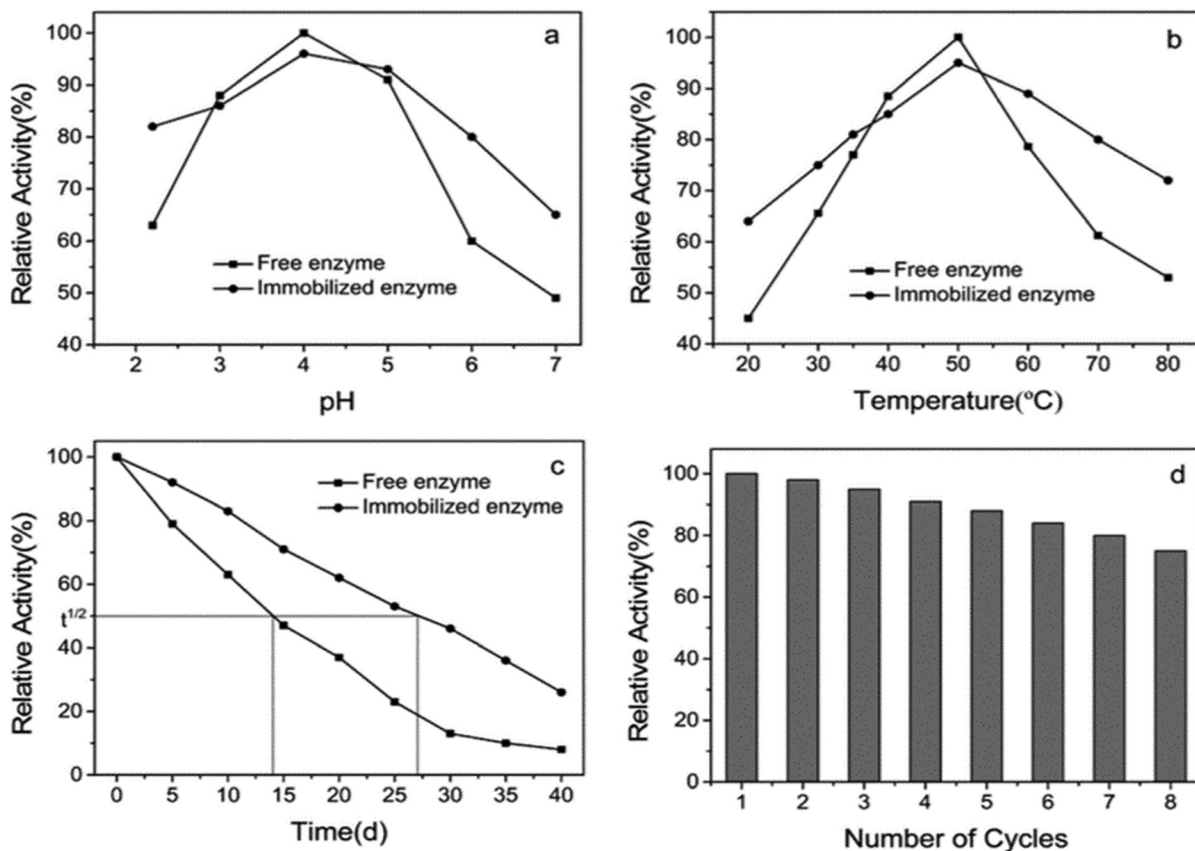 a
100
90
80
70
60
50
40
Relative Activity(%)
Free enzyme
Immobilized enzyme
2 3 4 5 6 7
pH
b
100
90
80
70
60
50
40
Relative Activity(%)
Free enzyme
Immobilized enzyme
20 30 40 50 60 70 80
Temperature(ºC)
c
100
80
60
t1/2
40
20
0
Relative Activity(%)
Free enzyme
Immobilized enzyme
0 5 10 15 20 25 30 35 40
Time(d)
d
100
80
60
40
20
0
Relative Activity(%)
1 2 3 4 5 6 7 8
Number of Cycles